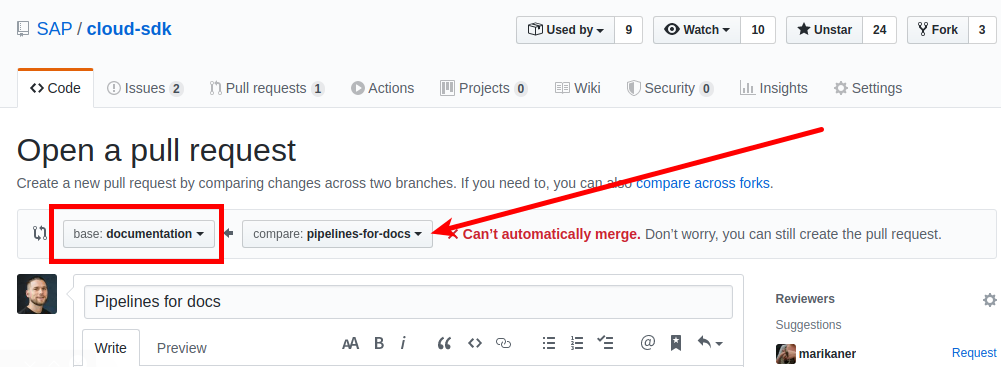 SAP / cloud-sdk
Used by 9 Watch 10 Unstar 24 Fork 3
Code Issues 2 Pull requests 1 Actions Projects 0 Wiki Security 0 Insights Settings
Open a pull request
Create a new pull request by comparing changes across two branches. If you need to, you can also compare across forks.
base: documentation compare: pipelines-for-docs Can’t automatically merge. Don’t worry, you can still create the pull request.
Pipelines for docs
Reviewers
Suggestions
Write Preview AA B i @
marikaner Request